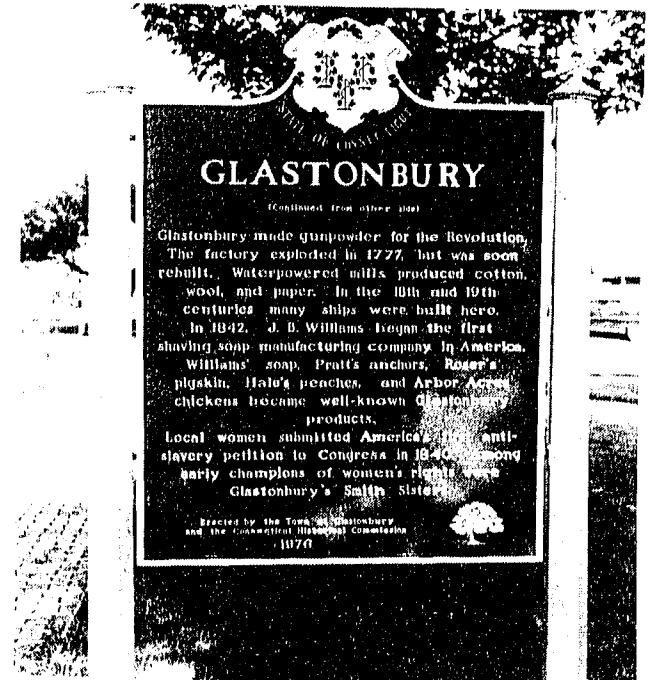 STATE OF CONNECTICUT
GLASTONBURY
(Continued from other side)
Glastonbury made gunpowder for the Revolution.
The factory exploded in 1777, but was soon
rebuilt. Waterpowered mills produced cotton,
wool, and paper. In the 18th and 19th
centuries many ships were built here.
In 1842, J. B. Williams began the first
shaving soap manufacturing company in America.
Williams' soap, Pratt's anchors, Roser's
pigskin, Hale's peaches, and Arbor Acres
chickens became well-known Glastonbury
products.
Local women submitted America's anti-
slavery petition to Congress in 1840. Among
early champions of women's rights were
Glastonbury's Smith Sisters.
Erected by the Town of Glastonbury
and the Connecticut Historical Commission